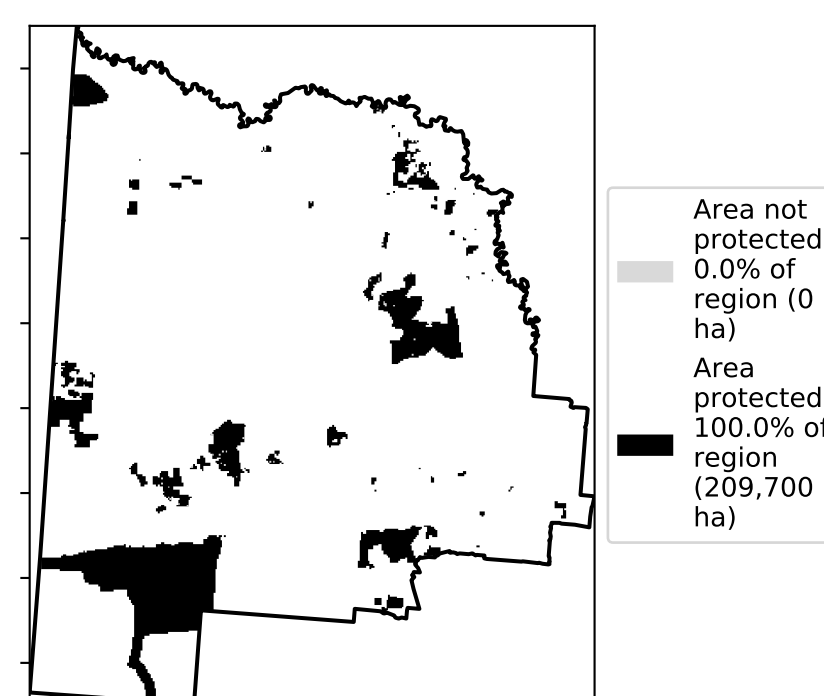 Area not
protected
0.0% of
region (0
ha)
Area
protected
100.0% of
region
(209,700
ha)